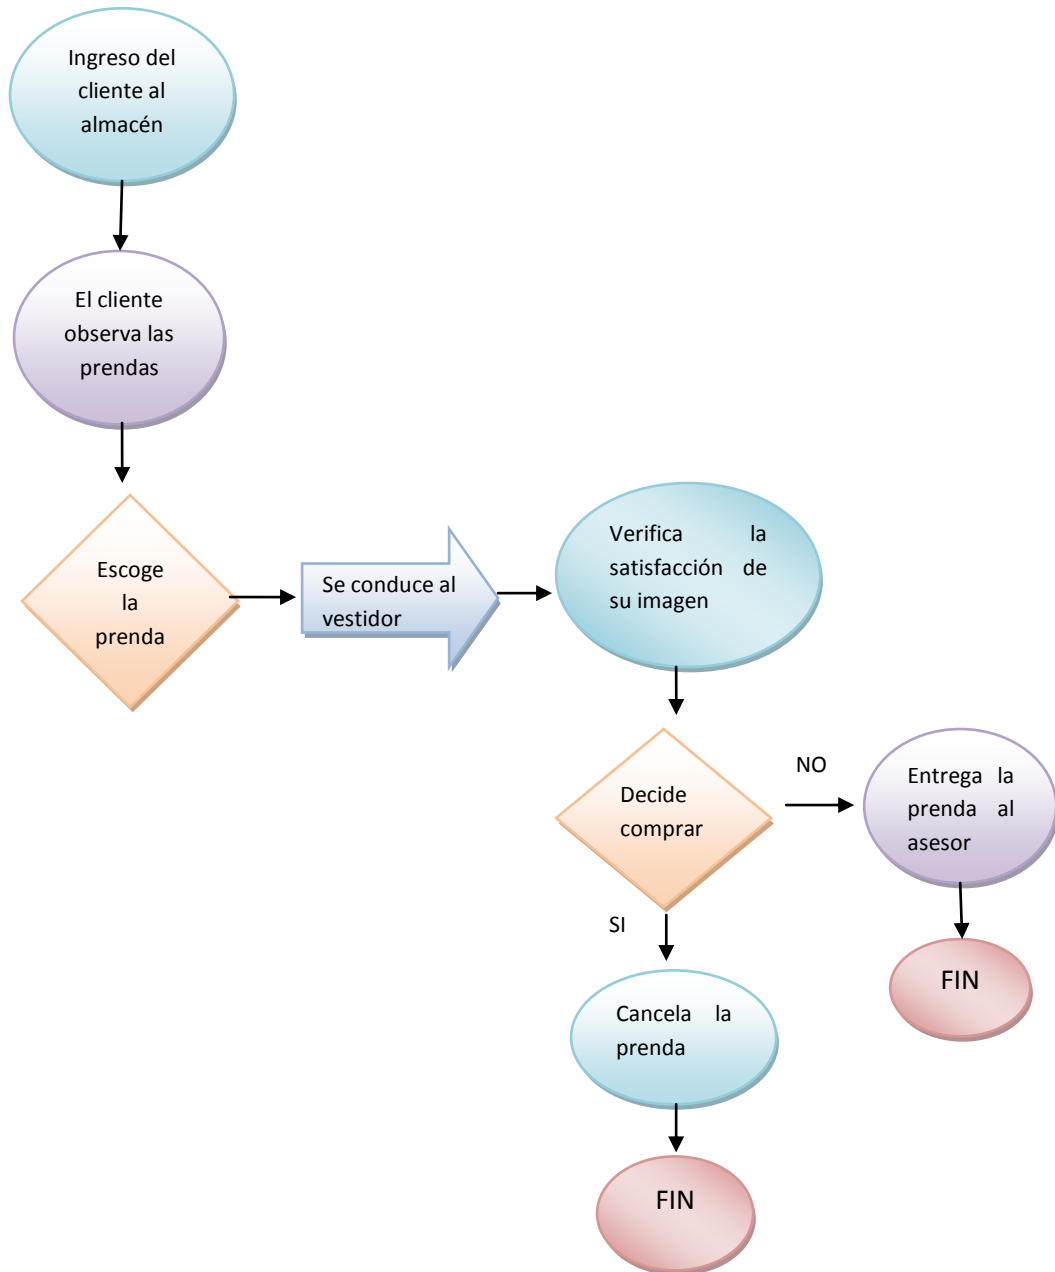 Ingreso del
cliente al
almacén
El cliente
observa las
prendas
Escoge
la
prenda
Se conduce al
vestidor
Verifica la
satisfacción de
su imagen
Decide
comprar
NO
Entrega la
prenda al
asesor
SI
FIN
Cancela la
prenda
FIN